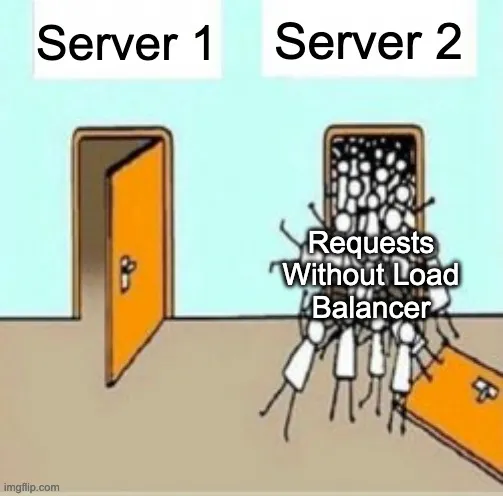 Server 1
Server 2
Requests
Without Load
Balancer
imgflip.com